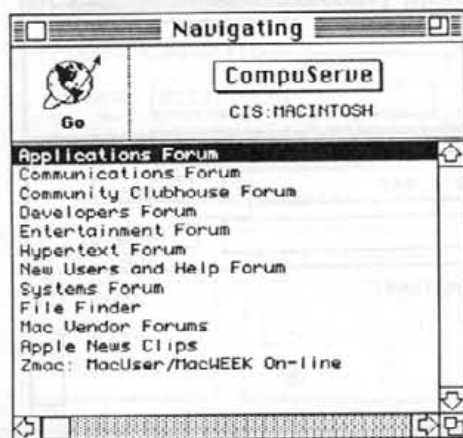 Navigating
CompuServe
Go
CIS:MACINTOSH
Applications Forum
Communications Forum
Community Clubhouse Forum
Developers Forum
Entertainment Forum
Hypertext Forum
New Users and Help Forum
Systems Forum
File Finder
Mac Vendor Forums
Apple News Clips
Zmac: MacUser/MacWEEK On-line